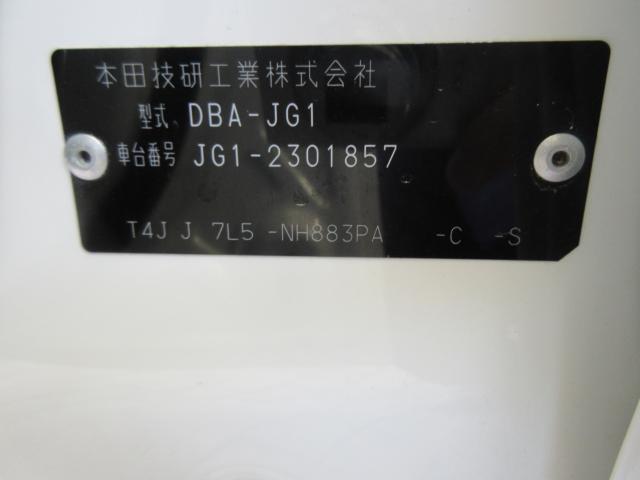 本田技研工業株式会社
型式 DBA-JG1
車台番号 JG1-2301857
T4J J 7L5 -NH883PA -C -S